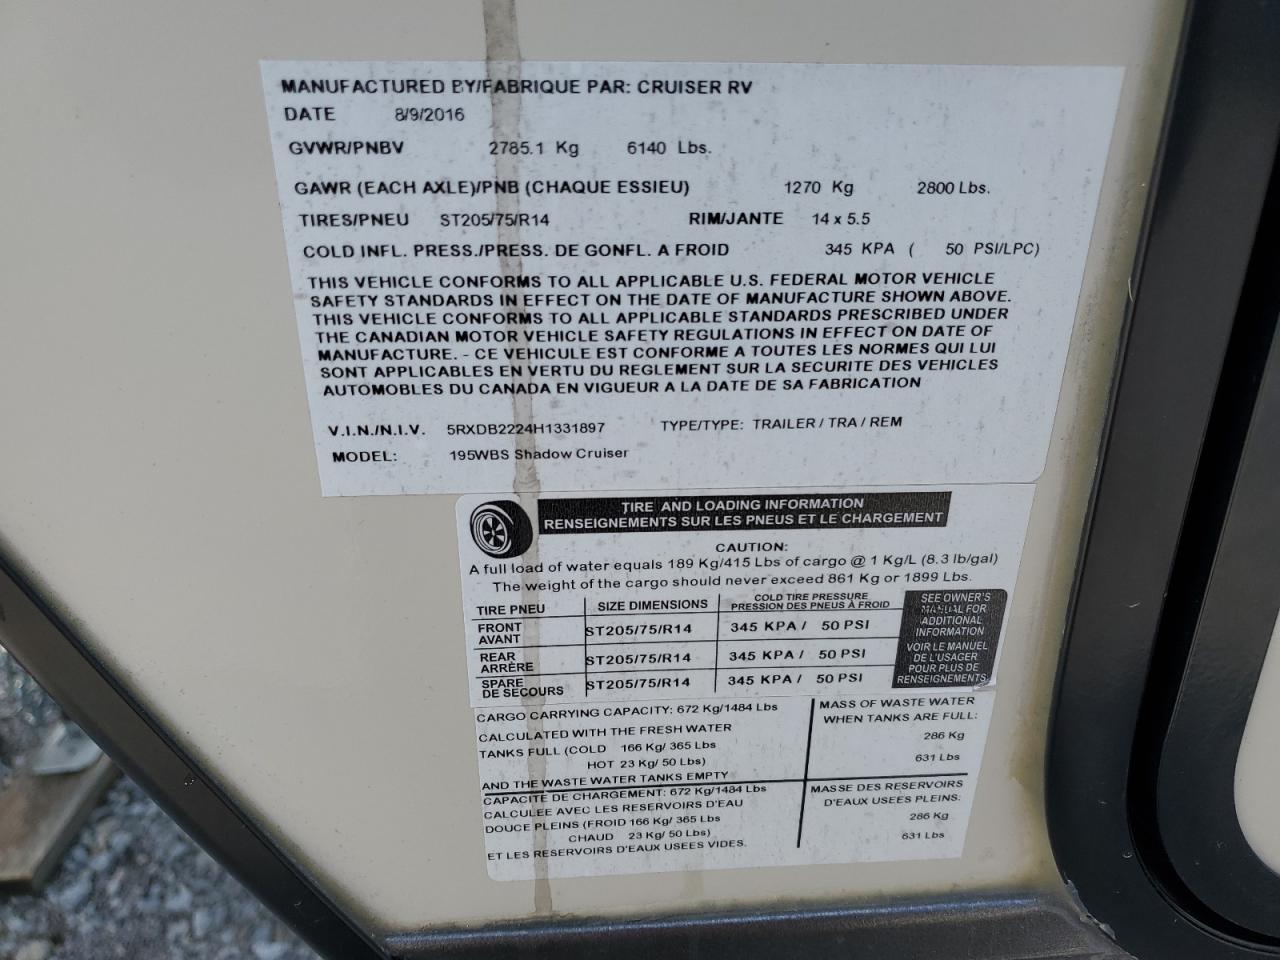 MANUFACTURED BY/FABRIQUE PAR: CRUISER RV
DATE 8/9/2016
GVWR/PNBV 2785.1 Kg 6140 Lbs.
GAWR (EACH AXLE)/PNB (CHAQUE ESSIEU) 1270 Kg 2800 Lbs.
TIRES/PNEU ST205/75/R14 RIM/JANTE 14 x 5.5
COLD INFL. PRESS./PRESS. DE GONFL. A FROID 345 KPA ( 50 PSI/LPC)
THIS VEHICLE CONFORMS TO ALL APPLICABLE U.S. FEDERAL MOTOR VEHICLE
SAFETY STANDARDS IN EFFECT ON THE DATE OF MANUFACTURE SHOWN ABOVE.
THIS VEHICLE CONFORMS TO ALL APPLICABLE STANDARDS PRESCRIBED UNDER
THE CANADIAN MOTOR VEHICLE SAFETY REGULATIONS IN EFFECT ON DATE OF
MANUFACTURE. - CE VEHICULE EST CONFORME A TOUTES LES NORMES QUI LUI
SONT APPLICABLES EN VERTU DU REGLEMENT SUR LA SECURITE DES VEHICLES
AUTOMOBLES DU CANADA EN VIGUEUR A LA DATE DE SA FABRICATION
V.I.N./N.I.V. 5RXDB2224H1331897 TYPE/TYPE: TRAILER / TRA / REM
MODEL: 195WBS Shadow Cruiser
TIRE AND LOADING INFORMATION
RENSEIGNEMENTS SUR LES PNEUS ET LE CHARGEMENT
CAUTION:
A full load of water equals 189 Kg/415 Lbs of cargo @ 1 Kg/L (8.3 lb/gal)
The weight of the cargo should never exceed 861 Kg or 1899 Lbs.
TIRE PNEU SIZE DIMENSIONS COLD TIRE PRESSURE
PRESSION DES PNEUS À FROID
FRONT
AVANT ST205/75/R14 345 KPA / 50 PSI
REAR
ARRÈRE ST205/75/R14 345 KPA / 50 PSI
SPARE
DE SECOURS ST205/75/R14 345 KPA / 50 PSI
SEE OWNER'S
MANUAL FOR
ADDITIONAL
INFORMATION
VOIR LE MANUEL
DE L'USAGER
POUR PLUS DE
RENSEIGNEMENTS
CARGO CARRYING CAPACITY: 672 Kg/1484 Lbs
CALCULATED WITH THE FRESH WATER
TANKS FULL (COLD 166 Kg/ 365 Lbs
HOT 23 Kg/ 50 Lbs)
AND THE WASTE WATER TANKS EMPTY
MASS OF WASTE WATER
WHEN TANKS ARE FULL:
286 Kg
631 Lbs
CAPACITE DE CHARGEMENT: 672 Kg/1484 Lbs
CALCULEE AVEC LES RESERVOIRS D'EAU
DOUCE PLEINS (FROID 166 Kg/ 365 Lbs
CHAUD 23 Kg/ 50 Lbs)
ET LES RESERVOIRS D'EAUX USEES VIDES.
MASSE DES RESERVOIRS
D'EAUX USEES PLEINS:
286 Kg
631 Lbs